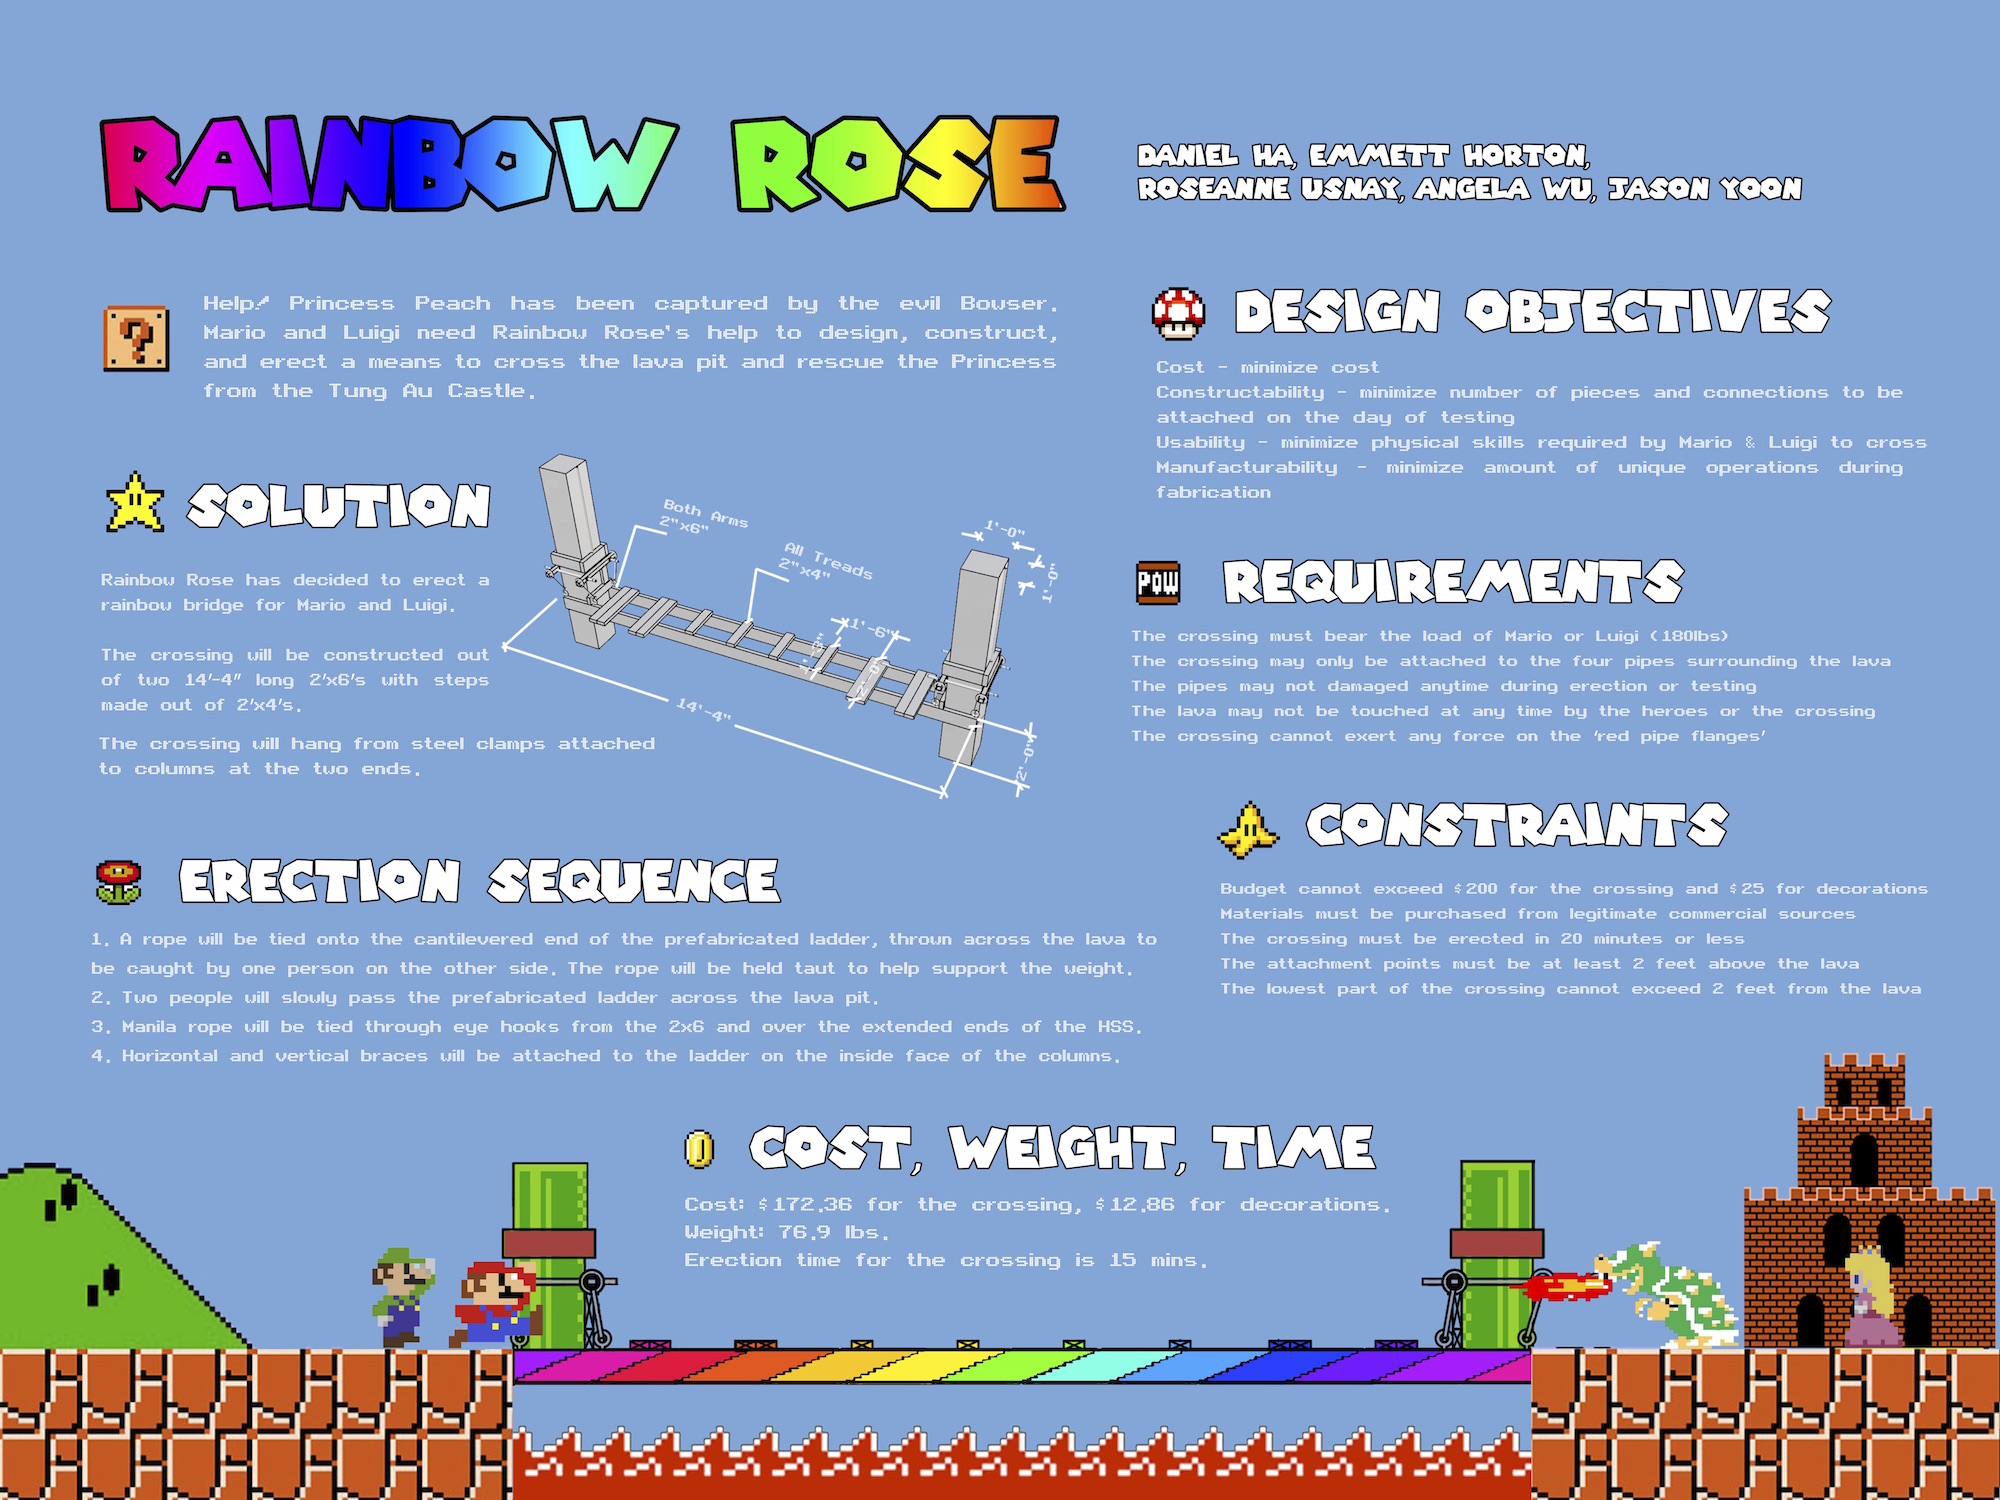 RAINBOW ROSE
DANIEL HA, EMMETT HORTON,
ROSEANNE USNAY, ANGELA WU, JASON YOON
?
Help! Princess Peach has been captured by the evil Bowser.
Mario and Luigi need Rainbow Rose's help to design, construct,
and erect a means to cross the lava pit and rescue the Princess
from the Tung Au Castle.
SOLUTION
Rainbow Rose has decided to erect a
rainbow bridge for Mario and Luigi.
The crossing will be constructed out
of two 14'-4" long 2'x6's with steps
made out of 2'x4's.
The crossing will hang from steel clamps attached
to columns at the two ends.
Both Arms
2"x6"
All Treads
2"x4"
1'-0"
1'-0"
1'-6"
2'-0"
14'-4"
2'-0"
ERECTION SEQUENCE
1. A rope will be tied onto the cantilevered end of the prefabricated ladder, thrown across the lava to
be caught by one person on the other side. The rope will be held taut to help support the weight.
2. Two people will slowly pass the prefabricated ladder across the lava pit.
3. Manila rope will be tied through eye hooks from the 2x6 and over the extended ends of the HSS.
4. Horizontal and vertical braces will be attached to the ladder on the inside face of the columns.
DESIGN OBJECTIVES
Cost - minimize cost
Constructability - minimize number of pieces and connections to be
attached on the day of testing
Usability - minimize physical skills required by Mario & Luigi to cross
Manufacturability - minimize amount of unique operations during
fabrication
POW
REQUIREMENTS
The crossing must bear the load of Mario or Luigi (180lbs)
The crossing may only be attached to the four pipes surrounding the lava
The pipes may not damaged anytime during erection or testing
The lava may not be touched at any time by the heroes or the crossing
The crossing cannot exert any force on the 'red pipe flanges'
CONSTRAINTS
Budget cannot exceed $200 for the crossing and $25 for decorations
Materials must be purchased from legitimate commercial sources
The crossing must be erected in 20 minutes or less
The attachment points must be at least 2 feet above the lava
The lowest part of the crossing cannot exceed 2 feet from the lava
COST, WEIGHT, TIME
Cost: $172.36 for the crossing, $12.86 for decorations.
Weight: 76.9 lbs.
Erection time for the crossing is 15 mins.